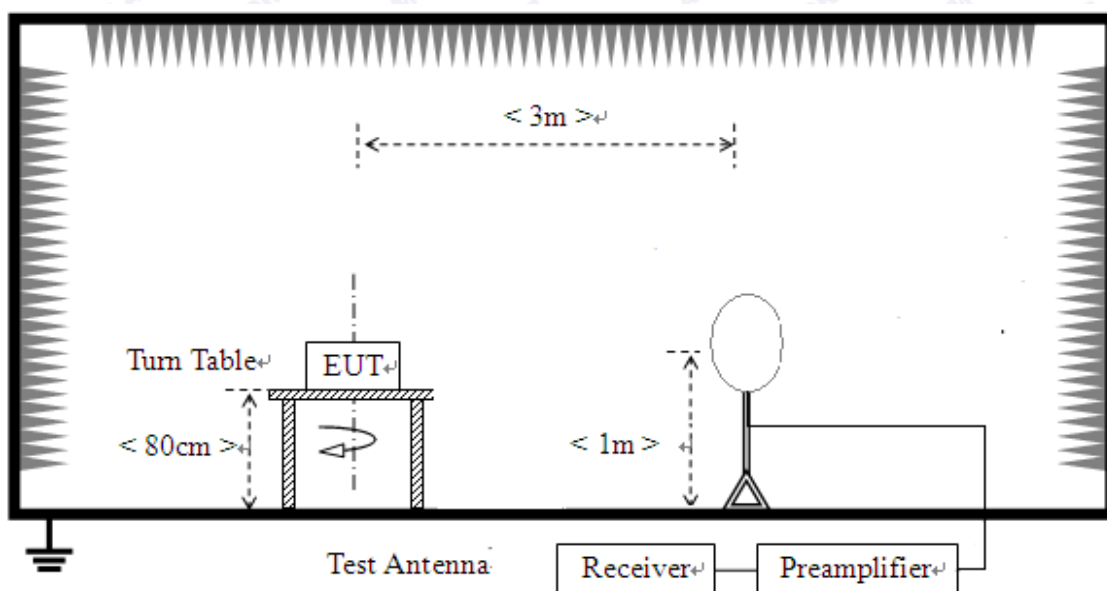 < 3m >↵
Turn Table↵
EUT↵
< 80cm >↵
< 1m >↵
Test Antenna
Receiver↵
Preamplifier↵